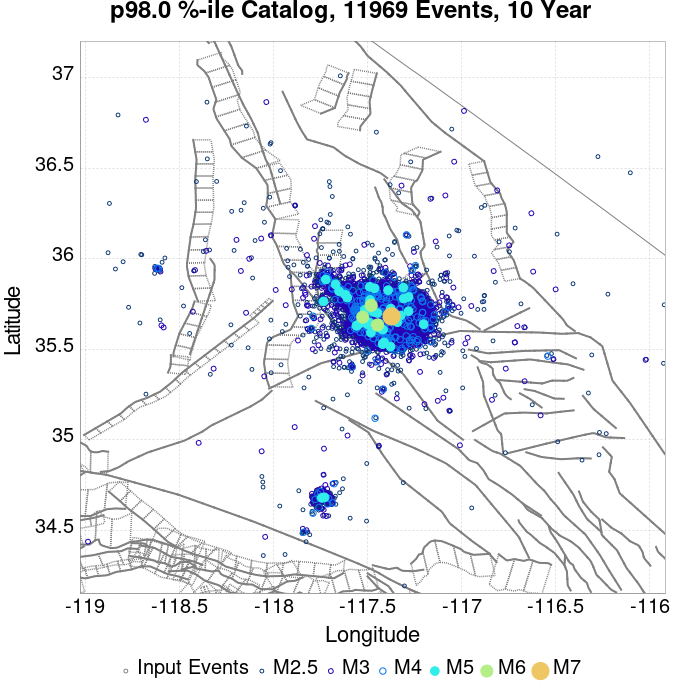 p98.0 %-ile Catalog, 11969 Events, 10 Year
37
36.5
36
35.5
35
34.5
Latitude
-119 -118.5 -118 -117.5 -117 -116.5 -116
Longitude
Input Events M2.5 M3 M4 M5 M6 M7